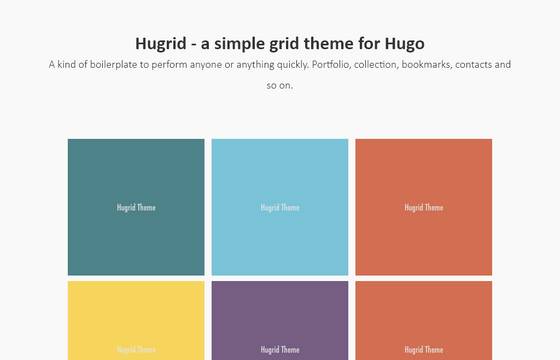 Hugrid - a simple grid theme for Hugo
A kind of boilerplate to perform anyone or anything quickly. Portfolio, collection, bookmarks, contacts and
so on.
Hugrid Theme
Hugrid Theme
Hugrid Theme
Hugrid Theme
Hugrid Theme
Hugrid Theme